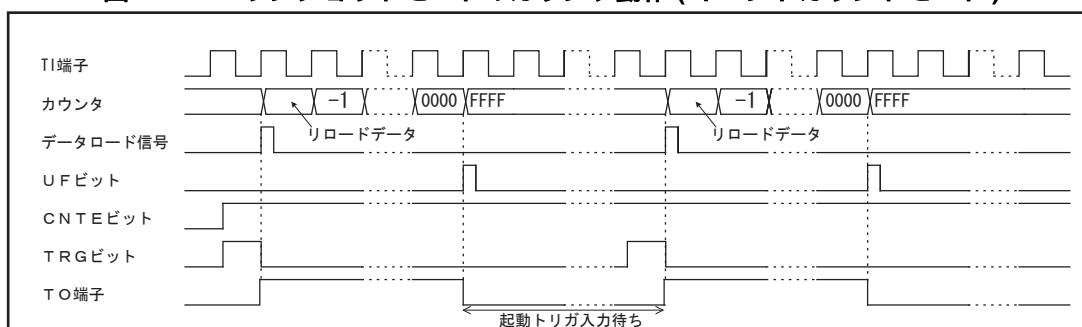 TI端子
カウンタ -1 0000 FFFF -1 0000 FFFF
リロードデータ リロードデータ
データロード信号
UFビット
CNTEビット
TRGビット
TO端子
起動トリガ入力待ち